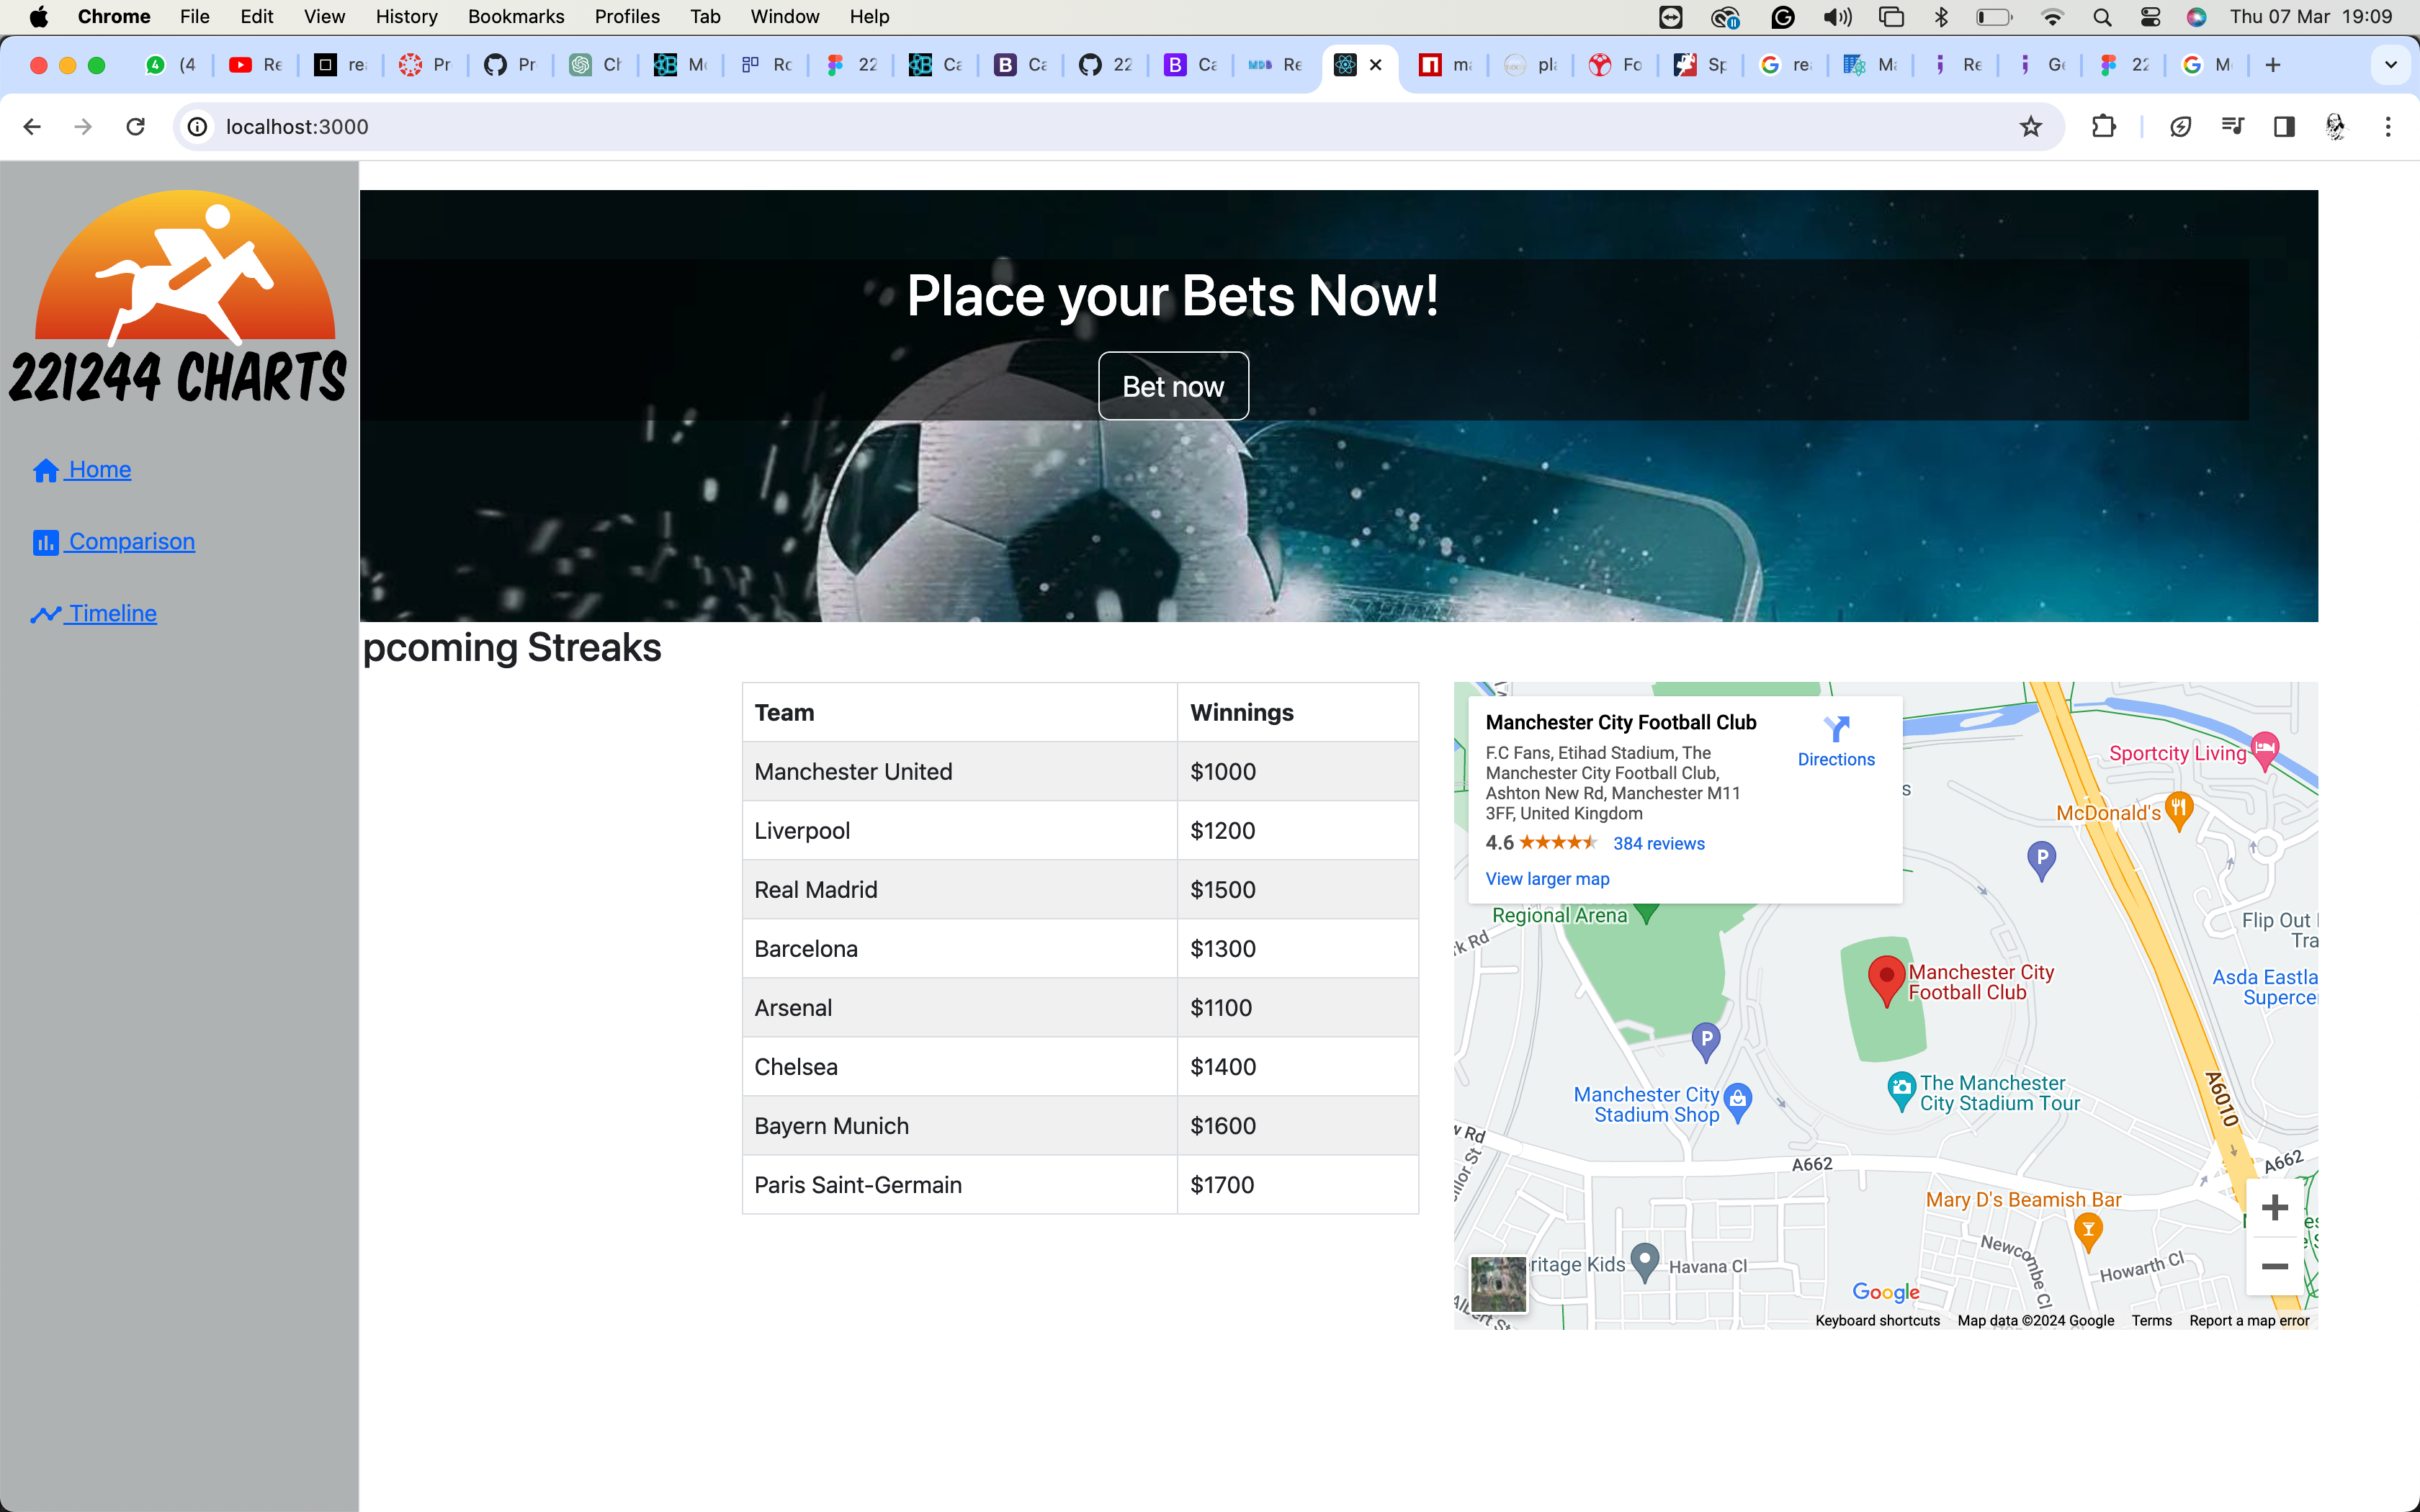 Chrome File Edit View History Bookmarks Profiles Tab Window Help Thu 07 Mar 19:09
(4 Re re Pr Pr Ch Mo Rc 22 Ca Ca 22 Ca Re × ma pla Fo Sp re Ma Re Ge 22 M
localhost:3000
221244 CHARTS
Home
Comparison
Timeline
Place your Bets Now!
Bet now
pcoming Streaks
Team Winnings
Manchester United $1000
Liverpool $1200
Real Madrid $1500
Barcelona $1300
Arsenal $1100
Chelsea $1400
Bayern Munich $1600
Paris Saint-Germain $1700
Manchester City Football Club
F.C Fans, Etihad Stadium, The
Manchester City Football Club,
Ashton New Rd, Manchester M11
3FF, United Kingdom
Directions
4.6 384 reviews
View larger map
Sportcity Living
McDonald's
P
Regional Arena
Flip Out
Tra
k Rd
Manchester City
Football Club
Asda Eastla
Superce
P
Manchester City
Stadium Shop
The Manchester
City Stadium Tour
A6010
Rd
A662
A662
Mary D's Beamish Bar
Newcombe Cl
Howarth Cl
ritage Kids
Havana Cl
Google
Keyboard shortcuts Map data ©2024 Google Terms Report a map error